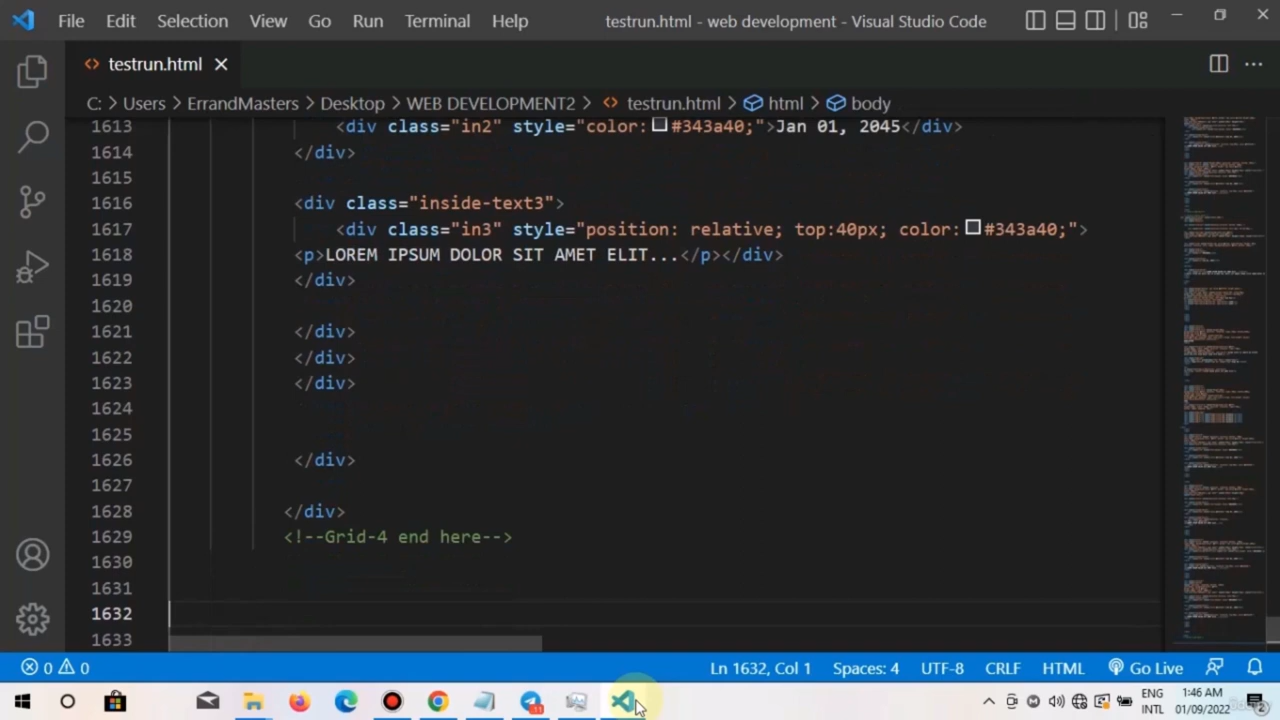 File Edit Selection View Go Run Terminal Help testrun.html - web development - Visual Studio Code
testrun.html
C: > Users > ErrandMasters > Desktop > WEB DEVELOPMENT2 > testrun.html > html > body
1613 <div class="in2" style="color:#343a40;">Jan 01, 2045</div>
1614 </div>
1615
1616 <div class="inside-text3">
1617 <div class="in3" style="position: relative; top:40px; color:#343a40;">
1618 <p>LOREM IPSUM DOLOR SIT AMET ELIT...</p></div>
1619 </div>
1620
1621 </div>
1622 </div>
1623 </div>
1624
1625
1626 </div>
1627
1628 </div>
1629 <!--Grid-4 end here-->
1630
1631
1632
1633
0 0 Ln 1632, Col 1 Spaces: 4 UTF-8 CRLF HTML Go Live
ENG 1:46 AM
INTL 01/09/2022